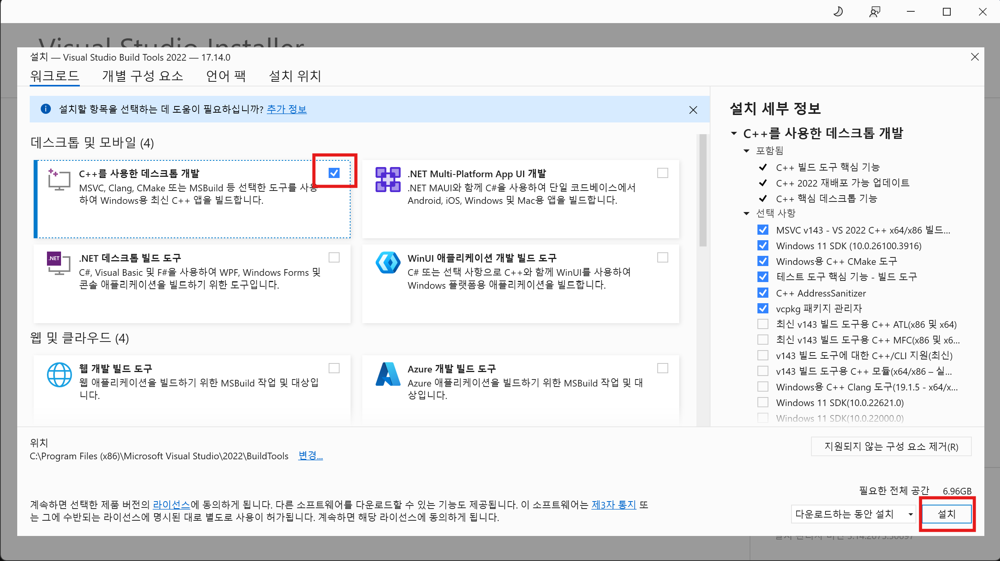 Visual Studio Installer
설치 — Visual Studio Build Tools 2022 — 17.14.0
워크로드 개별 구성 요소 언어 팩 설치 위치
설치할 항목을 선택하는 데 도움이 필요하십니까? 추가 정보
데스크톱 및 모바일 (4)
C++를 사용한 데스크톱 개발
MSVC, Clang, CMake 또는 MSBuild 등 선택한 도구를 사용
하여 Windows용 최신 C++ 앱을 빌드합니다.
.NET Multi-Platform App UI 개발
.NET MAUI와 함께 C#을 사용하여 단일 코드베이스에서
Android, iOS, Windows 및 Mac용 앱을 빌드합니다.
.NET
.NET 데스크톱 빌드 도구
C#, Visual Basic 및 F#을 사용하여 WPF, Windows Forms 및
콘솔 애플리케이션을 빌드하기 위한 도구입니다.
WinUI 애플리케이션 개발 빌드 도구
C# 또는 선택 사항으로 C++와 함께 WinUI를 사용하여
Windows 플랫폼용 애플리케이션을 빌드합니다.
웹 및 클라우드 (4)
웹 개발 빌드 도구
웹 애플리케이션을 빌드하기 위한 MSBuild 작업 및 대상입
니다.
Azure 개발 빌드 도구
Azure 애플리케이션을 빌드하기 위한 MSBuild 작업 및 대
상입니다.
설치 세부 정보
C++를 사용한 데스크톱 개발
포함됨
C++ 빌드 도구 핵심 기능
C++ 2022 재배포 가능 업데이트
C++ 핵심 데스크톱 기능
선택 사항
MSVC v143 - VS 2022 C++ x64/x86 빌드...
Windows 11 SDK (10.0.26100.3916)
Windows용 C++ CMake 도구
테스트 도구 핵심 기능 - 빌드 도구
C++ AddressSanitizer
vcpkg 패키지 관리자
최신 v143 빌드 도구용 C++ ATL(x86 및 x64)
최신 v143 빌드 도구용 C++ MFC(x86 및 x6...
v143 빌드 도구에 대한 C++/CLI 지원(최신)
v143 빌드 도구용 C++ 모듈(x64/x86 – 실...
Windows용 C++ Clang 도구(19.1.5 - x64/x...
Windows 11 SDK(10.0.22621.0)
Windows 11 SDK(10.0.22000.0)
위치
C:\Program Files (x86)\Microsoft Visual Studio\2022\BuildTools 변경...
지원되지 않는 구성 요소 제거(R)
필요한 전체 공간 6.96GB
계속하면 선택한 제품 버전의 라이선스에 동의하게 됩니다. 다른 소프트웨어를 다운로드할 수 있는 기능도 제공됩니다. 이 소프트웨어는 제3자 통지 또
는 그에 수반되는 라이선스에 명시된 대로 별도로 사용이 허가됩니다. 계속하면 해당 라이선스에 동의하게 됩니다.
다운로드하는 동안 설치
설치